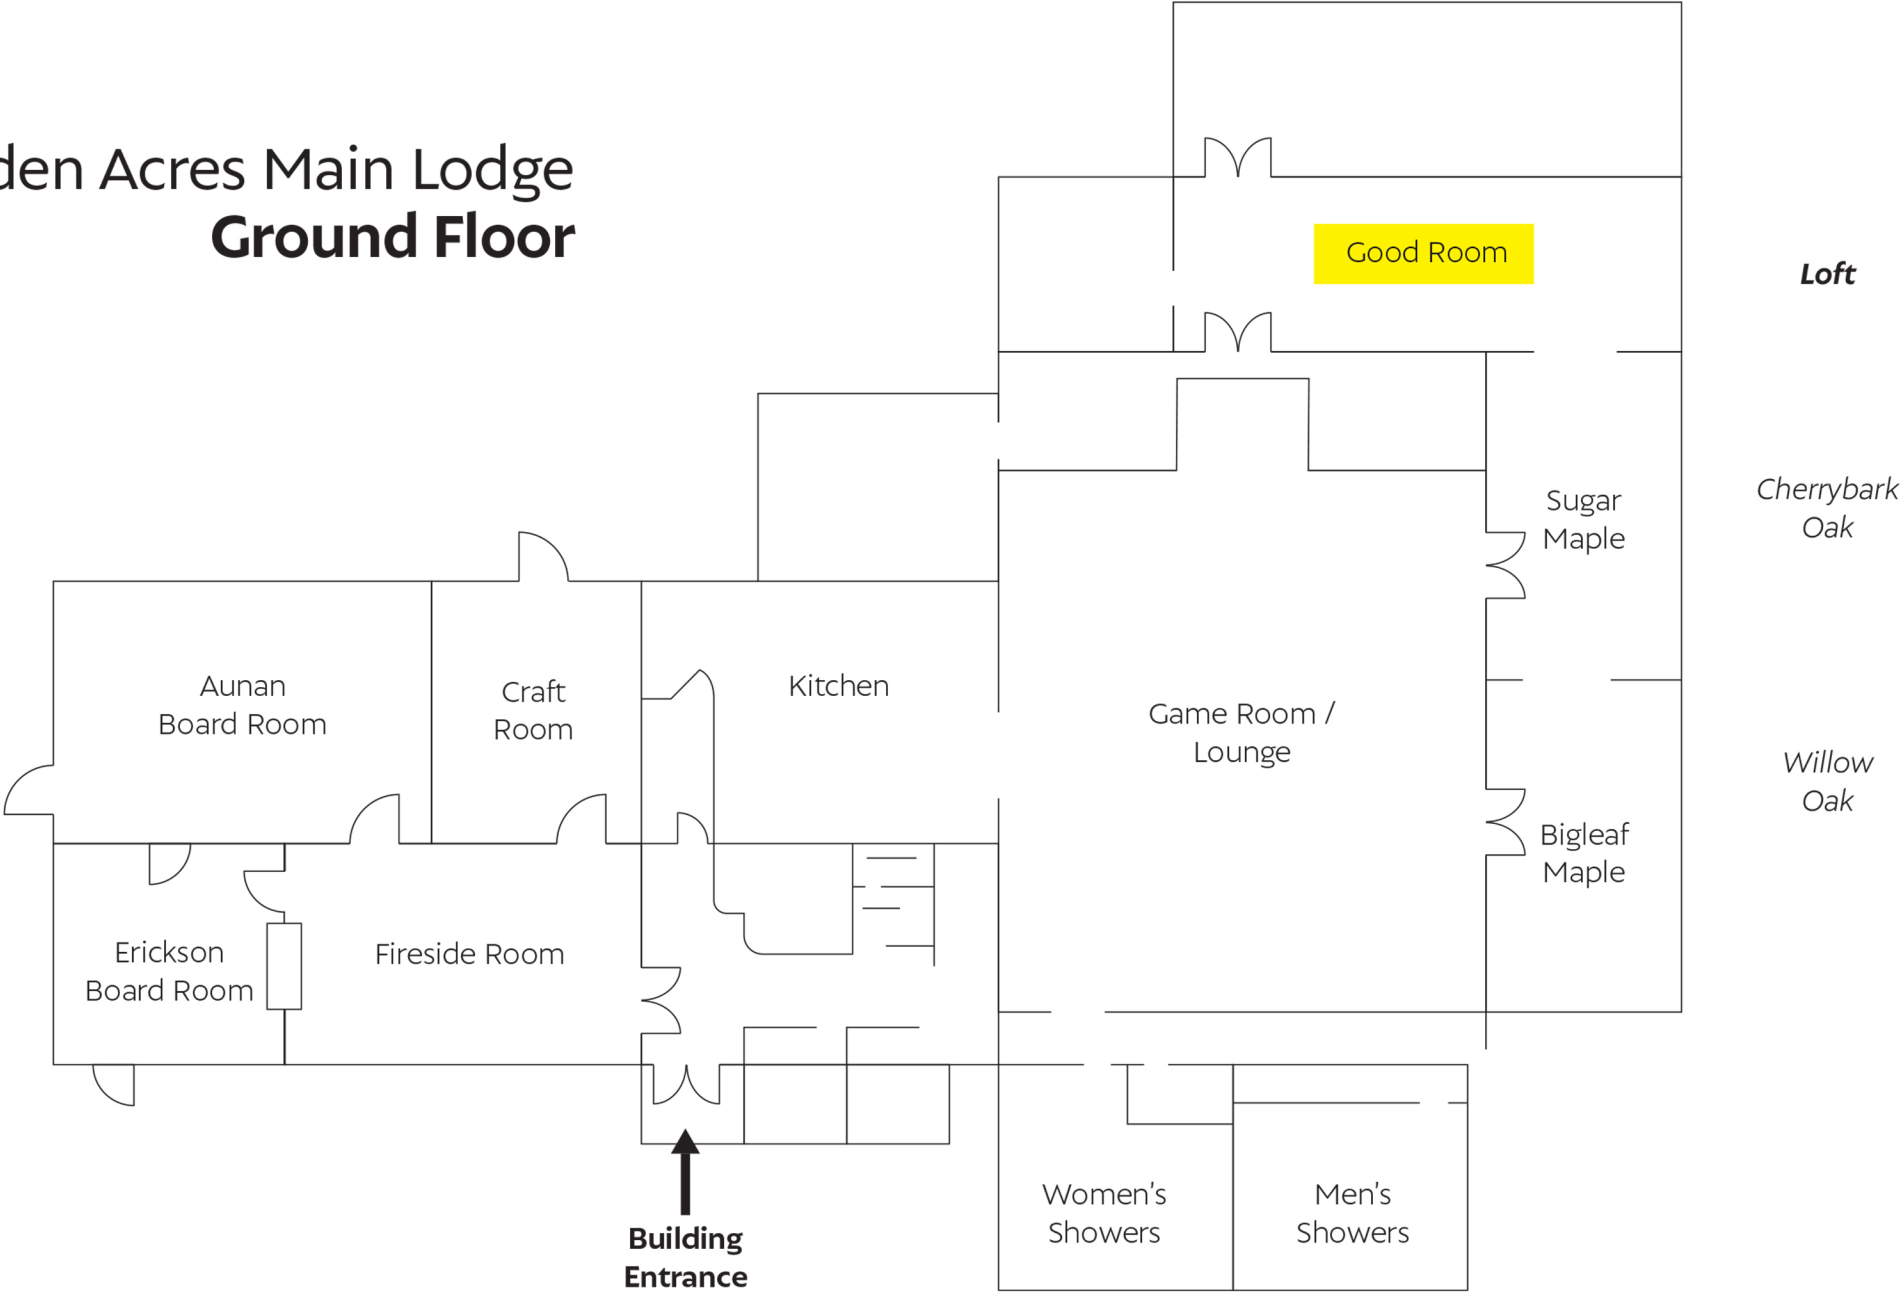 den Acres Main Lodge
Ground Floor
Good Room
Loft
Cherrybark
Oak
Sugar
Maple
Aunan
Board Room
Craft
Room
Kitchen
Game Room /
Lounge
Willow
Oak
Bigleaf
Maple
Erickson
Board Room
Fireside Room
Women's
Showers
Men's
Showers
Building
Entrance